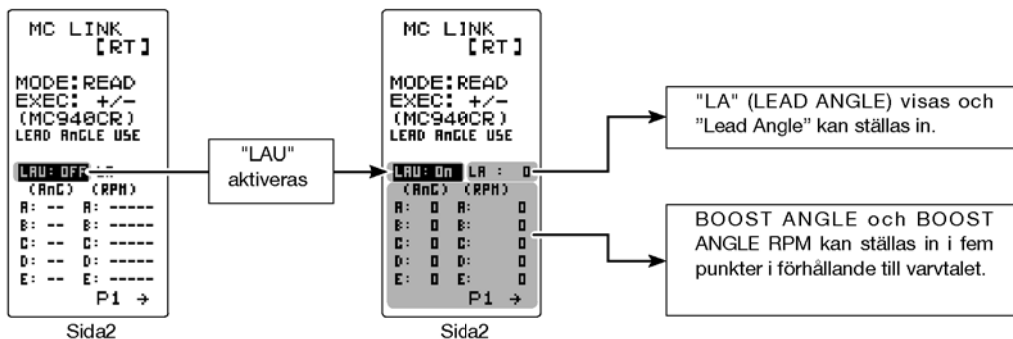 MC LINK
[RT]
MODE:READ
EXEC: +/-
(MC940CR)
LEAD AnGLE USE
LAU: OFF
(AnG) (RPM)
A: -- A: -----
B: -- B: -----
C: -- C: -----
D: -- D: -----
E: -- E: -----
P1 →
Sida2
"LAU"
aktiveras
MC LINK
[RT]
MODE:READ
EXEC: +/-
(MC940CR)
LEAD AnGLE USE
LAU: On LA : 0
(AnG) (RPM)
A: 0 A: 0
B: 0 B: 0
C: 0 C: 0
D: 0 D: 0
E: 0 E: 0
P1 →
Sida2
"LA" (LEAD ANGLE) visas och
"Lead Angle" kan ställas in.
BOOST ANGLE och BOOST
ANGLE RPM kan ställas in i fem
punkter i förhållande till varvtalet.